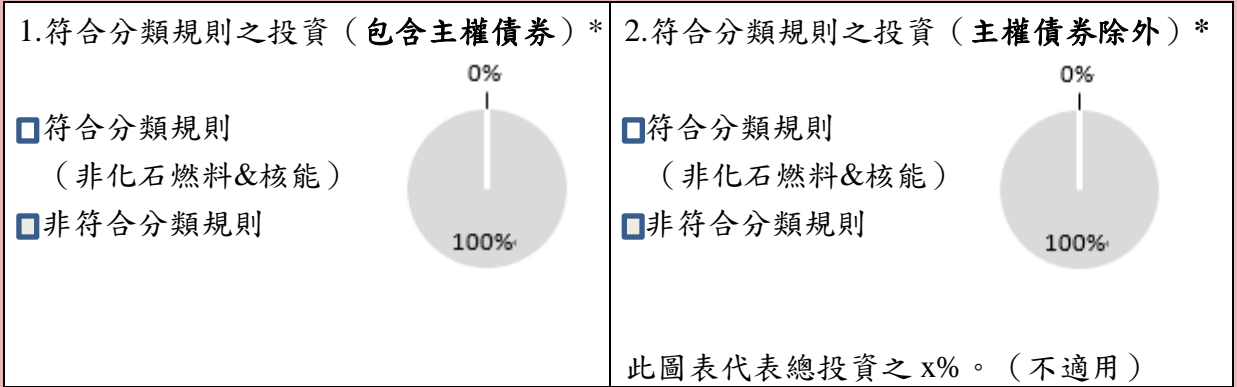 1.符合分類規則之投資（包含主權債券）*
0%
符合分類規則
（非化石燃料&核能）
非符合分類規則
100%
2.符合分類規則之投資（主權債券除外）*
0%
符合分類規則
（非化石燃料&核能）
非符合分類規則
100%
此圖表代表總投資之 x%。（不適用）